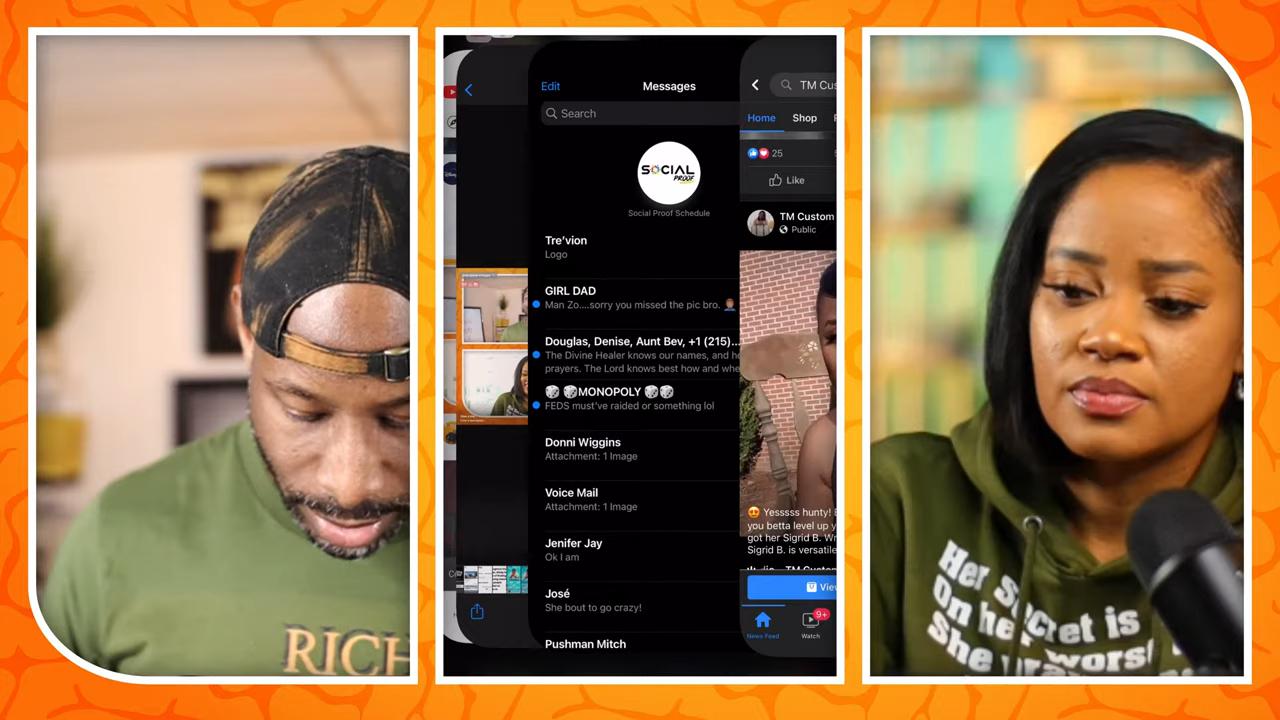 Edit
Messages
Search
SOCIAL
PROOF
Social Proof Schedule
Tre'vion
Logo
GIRL DAD
Man Zo....sorry you missed the pic bro. 🤦🏽‍♂️
Douglas, Denise, Aunt Bev, +1 (215)...
The Divine Healer knows our names, and
prayers. The Lord knows best how and
🎲 🎲MONOPOLY 🎲🎲
FEDS must've raided or something lol
Donni Wiggins
Attachment: 1 Image
Voice Mail
Attachment: 1 Image
Jenifer Jay
Ok I am
José
She bout to go crazy!
Pushman Mitch
TM Cus
Home
Shop
25
Like
TM Custom
Public
😍 Yesssss hunty!
you betta level up y
got her Sigrid B. Wr
Sigrid B. is versatile
TM Custom
View
News Feed
9+
Watch
RICH
Her Secret is
On her
worst
She